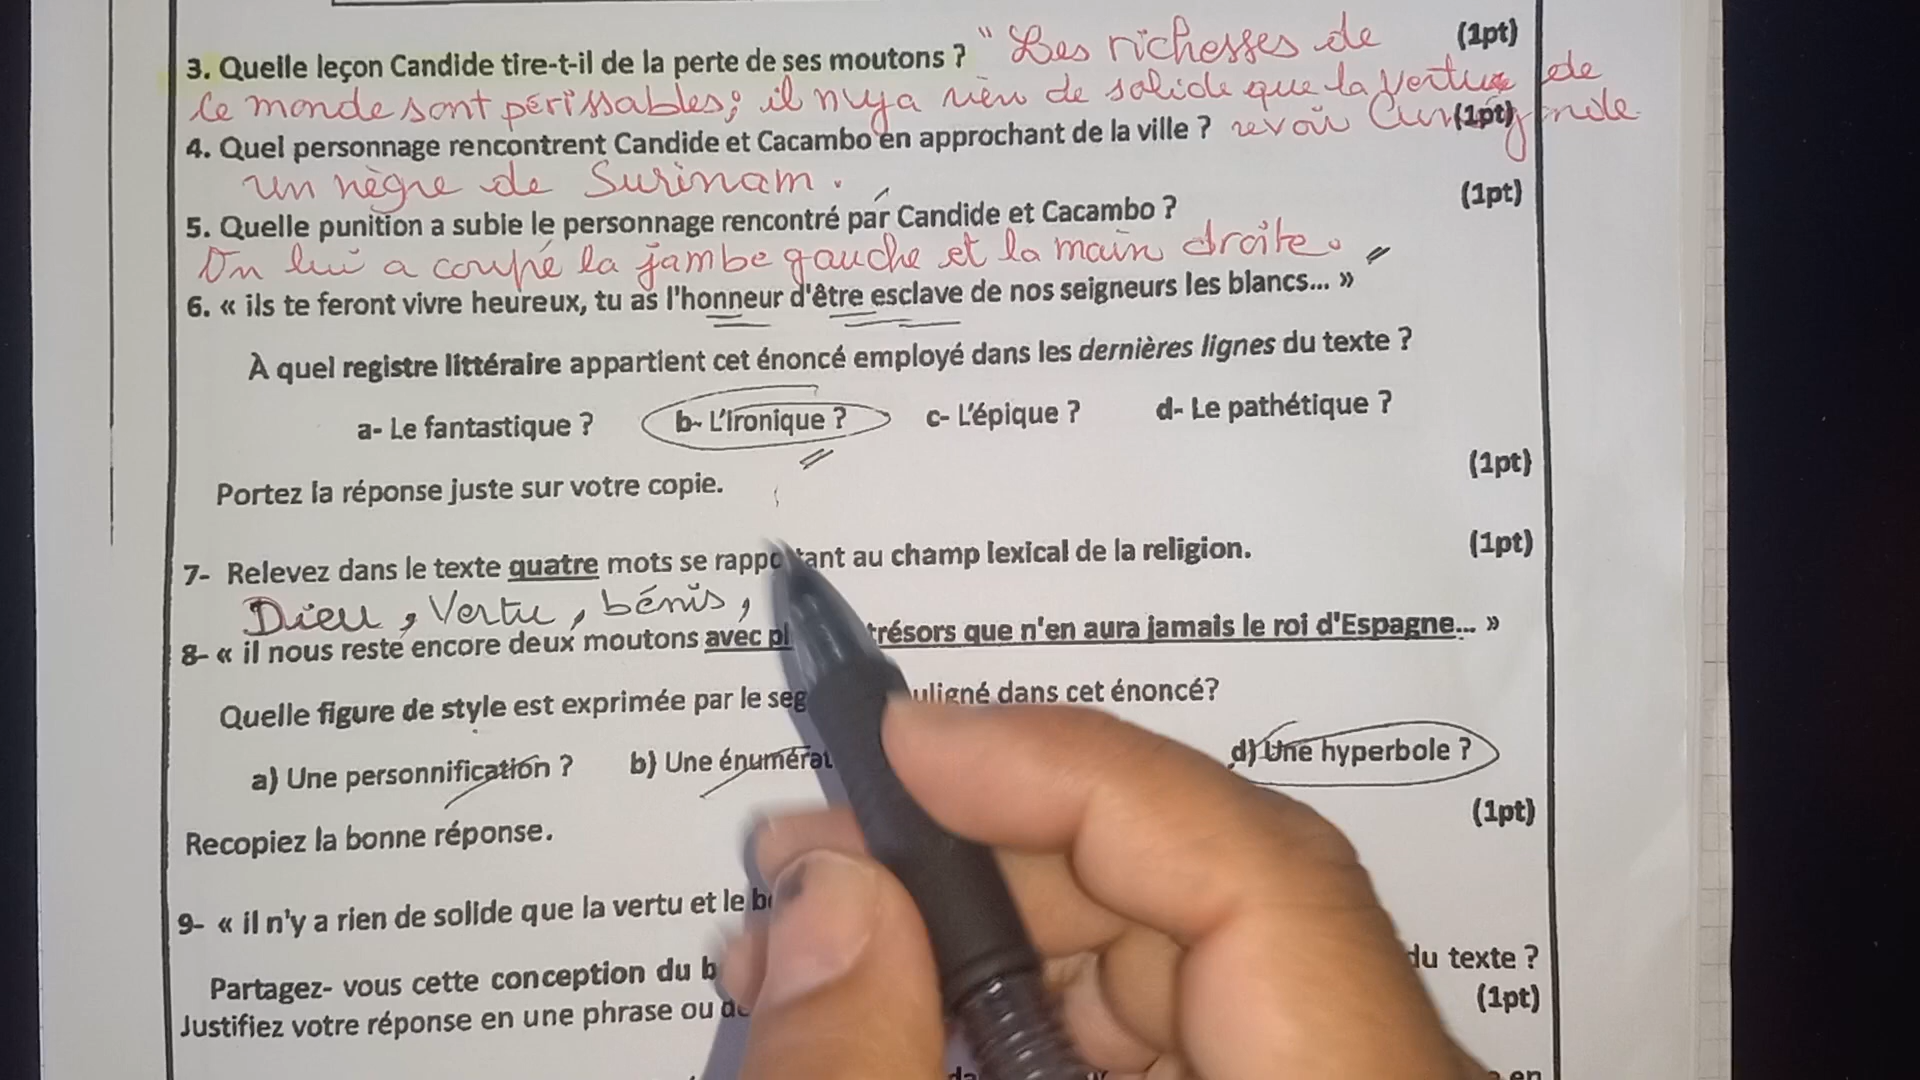 3. Quelle leçon Candide tire-t-il de la perte de ses moutons ? " Les richesses de (1pt)
ce monde sont périssables; il n'y a rien de solide que la vertu de
4. Quel personnage rencontrent Candide et Cacambo en approchant de la ville ? revoir (1pt)
un nègre de Surinam.
5. Quelle punition a subie le personnage rencontré par Candide et Cacambo ? (1pt)
On lui a coupé la jambe gauche et la main droite.
6. « ils te feront vivre heureux, tu as l'honneur d'être esclave de nos seigneurs les blancs... »
À quel registre littéraire appartient cet énoncé employé dans les dernières lignes du texte ?
a- Le fantastique ? b- L'ironique ? c- L'épique ? d- Le pathétique ?
(1pt)
Portez la réponse juste sur votre copie.
7- Relevez dans le texte quatre mots se rapportant au champ lexical de la religion. (1pt)
Dieu, Vertu, bénis,
8- « il nous reste encore deux moutons avec trésors que n'en aura jamais le roi d'Espagne... »
Quelle figure de style est exprimée par le dans cet énoncé?
a) Une personnification ? b) Une d) Une hyperbole ?
(1pt)
Recopiez la bonne réponse.
9- « il n'y a rien de solide que la vertu et le
Partagez- vous cette conception du du texte ?
Justifiez votre réponse en une phrase ou (1pt)
en